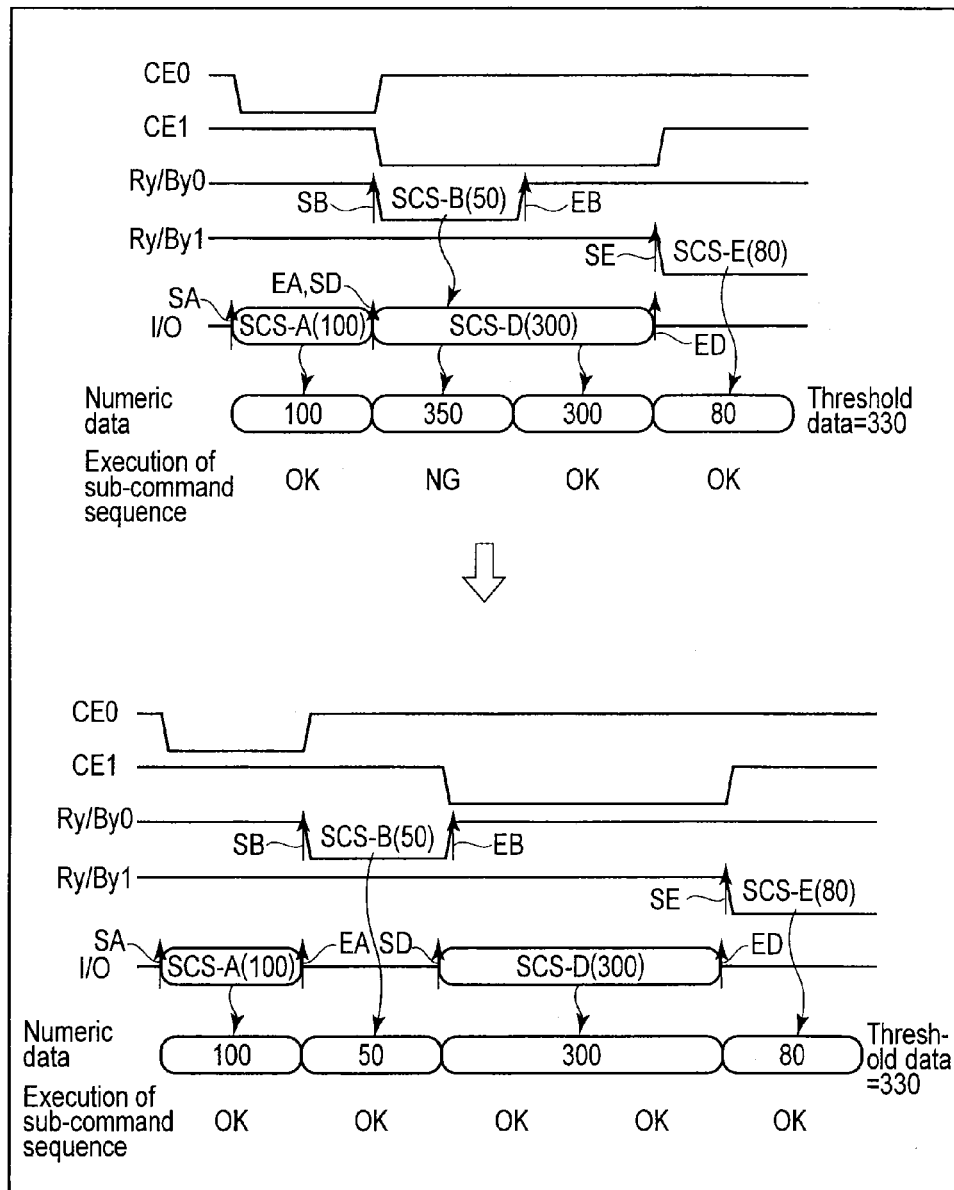 CE0
CE1
Ry/By0
SB
SCS-B(50)
EB
Ry/By1
SE
SCS-E(80)
SA
EA,SD
I/O
SCS-A(100)
SCS-D(300)
ED
Numeric
data
100
350
300
80
Threshold
data=330
Execution of
sub-command
sequence
OK
NG
OK
OK
CE0
CE1
Ry/By0
SB
SCS-B(50)
EB
Ry/By1
SE
SCS-E(80)
SA
EA,SD
ED
I/O
SCS-A(100)
SCS-D(300)
Numeric
data
100
50
300
80
Thresh-
old data
=330
Execution of
sub-command
sequence
OK
OK
OK
OK
OK